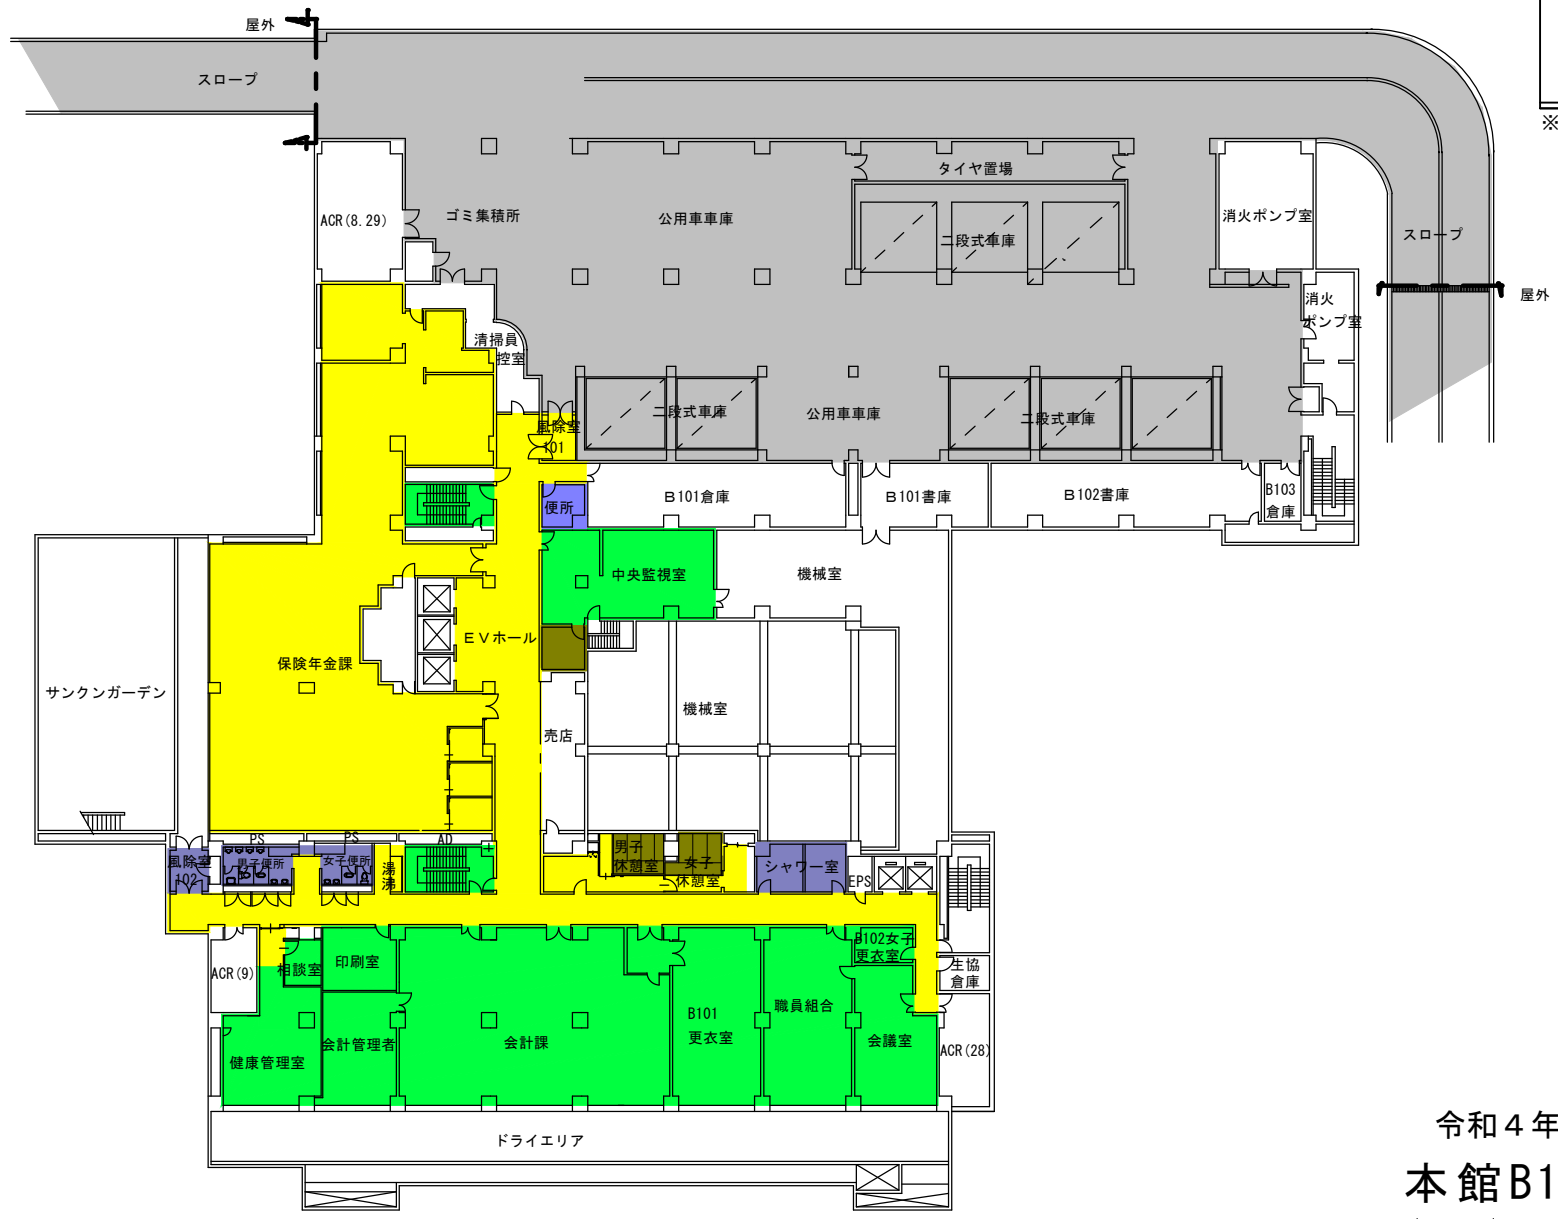 屋外
スロープ
※
タイヤ置場
ACR(8.29)
ゴミ集積所
公用車車庫
二段式車庫
消火ポンプ室
スロープ
屋外
消火
ポンプ室
清掃員
控室
二段式車庫
公用車車庫
二段式車庫
風除室
101
便所
B101倉庫
B101書庫
B102書庫
B103
倉庫
中央監視室
機械室
EVホール
保険年金課
サンクンガーデン
売店
機械室
PS
PS
AD
風除室
102
男子便所
女子便所
湯沸
男子
休憩室
女子
休憩室
シャワー室
EPS
ACR(9)
相談室
印刷室
B102女子
更衣室
生協
倉庫
健康管理室
会計管理者
会計課
B101
更衣室
職員組合
会議室
ACR(28)
ドライエリア
令和4年
本館B1